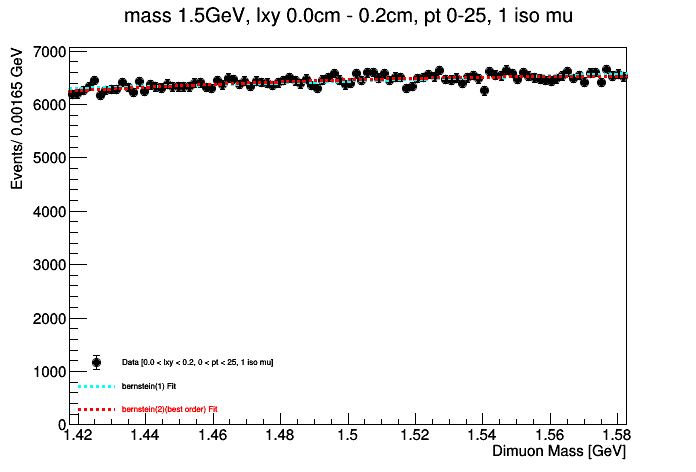 mass 1.5GeV, lxy 0.0cm - 0.2cm, pt 0-25, 1 iso mu
Events/ 0.00165 GeV
7000
6000
5000
4000
3000
2000
1000
0
Data [0.0 < lxy < 0.2, 0 < pt < 25, 1 iso mu]
bernstein(1) Fit
bernstein(2)(best order) Fit
1.42 1.44 1.46 1.48 1.5 1.52 1.54 1.56 1.58
Dimuon Mass [GeV]